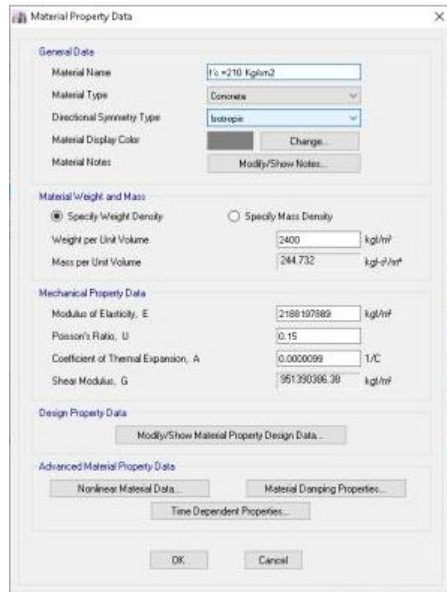 Material Property Data
General Data
Material Name f'c =210 Kg/cm2
Material Type Concrete
Directional Symmetry Type Isotropic
Material Display Color Change...
Material Notes Modify/Show Notes...
Material Weight and Mass
Specify Weight Density Specify Mass Density
Weight per Unit Volume 2400 kgf/m³
Mass per Unit Volume 244.732 kgf-s²/m⁴
Mechanical Property Data
Modulus of Elasticity, E 2188197889 kgf/m²
Poisson's Ratio, U 0.15
Coefficient of Thermal Expansion, A 0.0000099 1/C
Shear Modulus, G 951390386.38 kgf/m²
Design Property Data
Modify/Show Material Property Design Data...
Advanced Material Property Data
Nonlinear Material Data... Material Damping Properties...
Time Dependent Properties...
OK Cancel